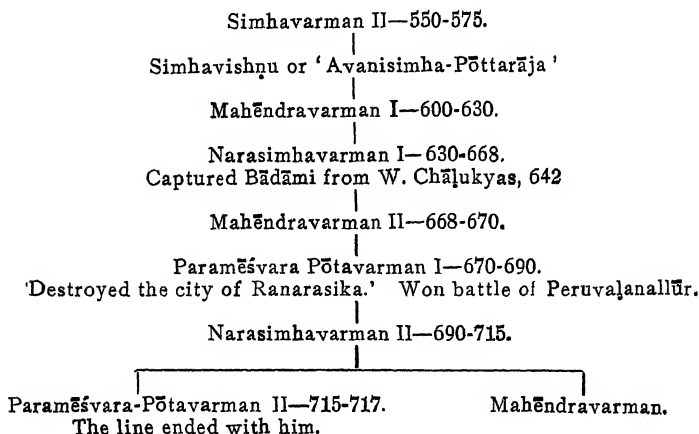 Simhavarman II—550-575.
Simhavishṇu or ‘Avanisimha-Pōttarāja’
Mahēndravarman I—600-630.
Narasimhavarman I—630-668.
Captured Bādāmi from W. Chāḷukyas, 642
Mahēndravarman II—668-670.
Paramēśvara Pōtavarman I—670-690.
'Destroyed the city of Ranarasika.' Won battle of Peruvaḷanallūr.
Narasimhavarman II—690-715.
Paramēśvara-Pōtavarman II—715-717. Mahēndravarman.
The line ended with him.